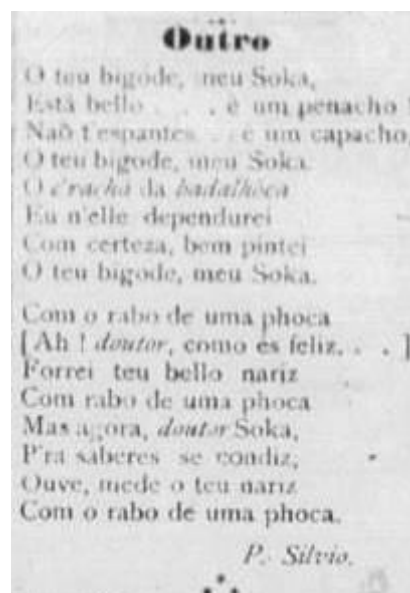 Outro
O teu bigode, meu Soka,
Está bello . . . . é um penacho !
Naõ t'espantes . . é um capacho,
O teu bigode, meu Soka.
O da badalhoca
Eu n'elle dependurei
Com certeza, bem pintei
O teu bigode, meu Soka.
Com o rabo de uma phoca
[ Ah ! doutor, como es feliz. . . ]
Forrei teu bello nariz
Com rabo de uma phoca
Mas agora, doutor Soka,
P'ra saberes se condiz,
Ouve, mede o teu nariz
Com o rabo de uma phoca.
P. Silvio.